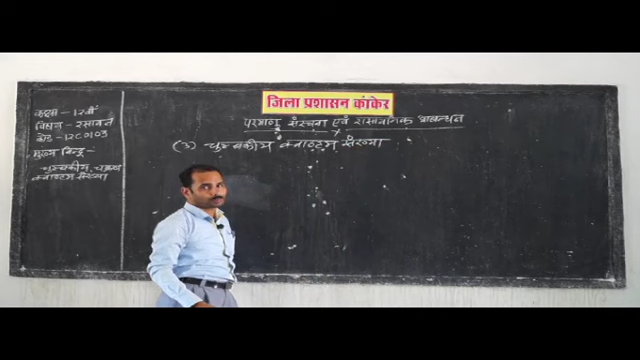 जिला प्रशासन कांकेर
कक्षा - 12वीं
विषय - रसायन
कोड - 12C0103
मुख्य बिन्दु -
चुम्बकीय
क्वाण्टम संख्या
परमाणु संरचना एवं रासायनिक आबन्धन
(3) चुम्बकीय क्वाण्टम संख्या